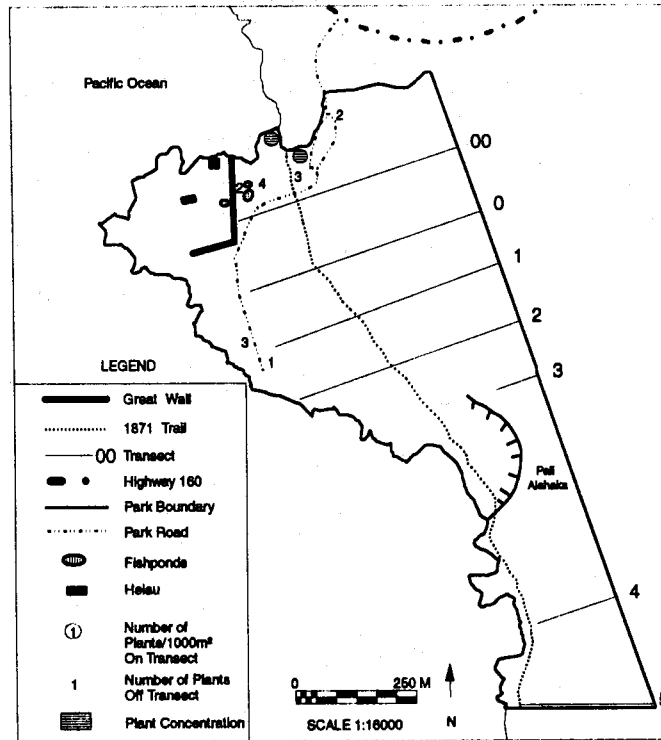 Pacific Ocean
2
00
3
4
2
0
1
2
3
3
1
Pali
Alahaka
4
LEGEND
Great Wall
1871 Trail
00 Transect
Highway 160
Park Boundary
Park Road
Fishponds
Heiau
1 Number of
Plants/1000m²
On Transect
1 Number of Plants
Off Transect
Plant Concentration
0 250 M
SCALE 1:16000
N